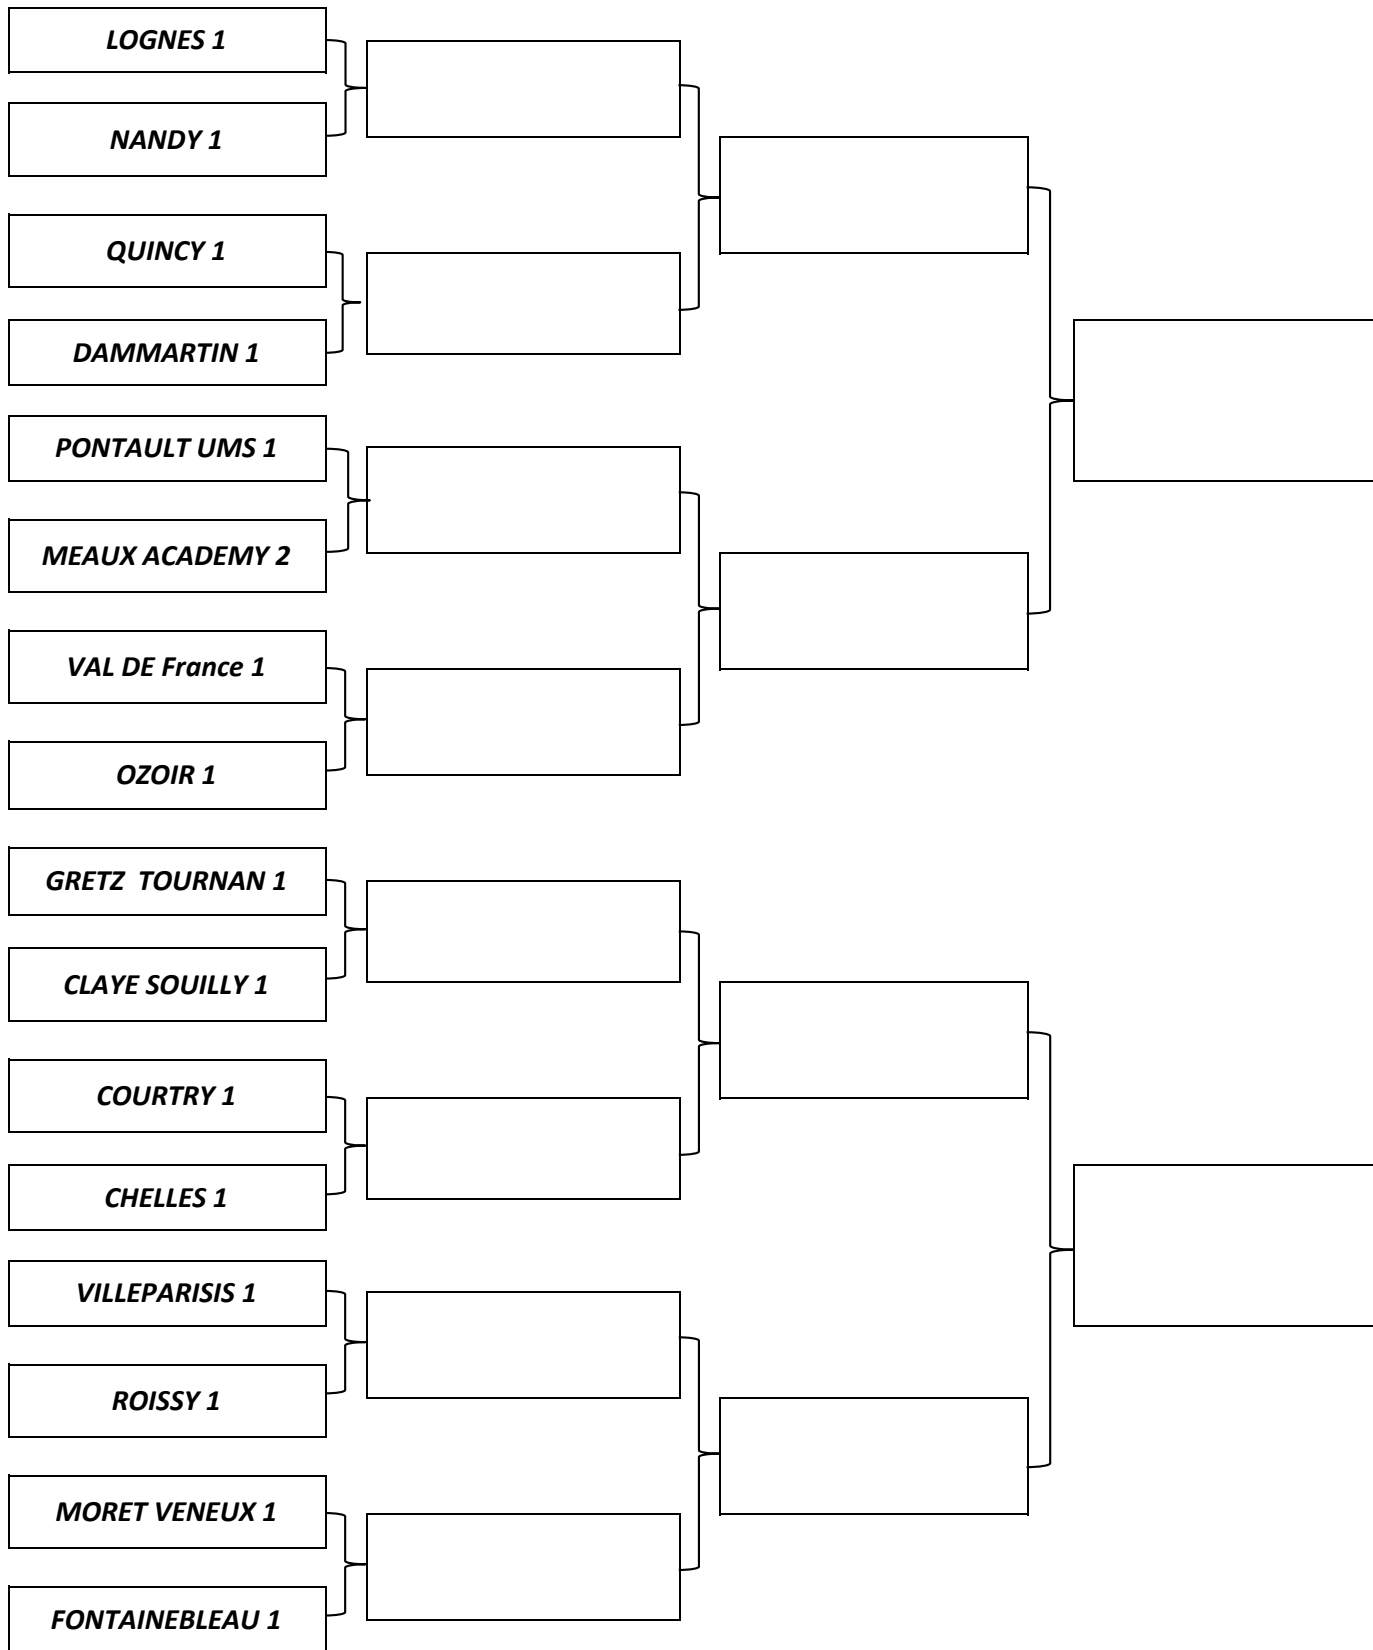 LOGNES 1
NANDY 1
QUINCY 1
DAMMARTIN 1
PONTAULT UMS 1
MEAUX ACADEMY 2
VAL DE France 1
OZOIR 1
GRETZ  TOURNAN 1
CLAYE SOUILLY 1
COURTRY 1
CHELLES 1
VILLEPARISIS 1
ROISSY 1
MORET VENEUX 1
FONTAINEBLEAU 1